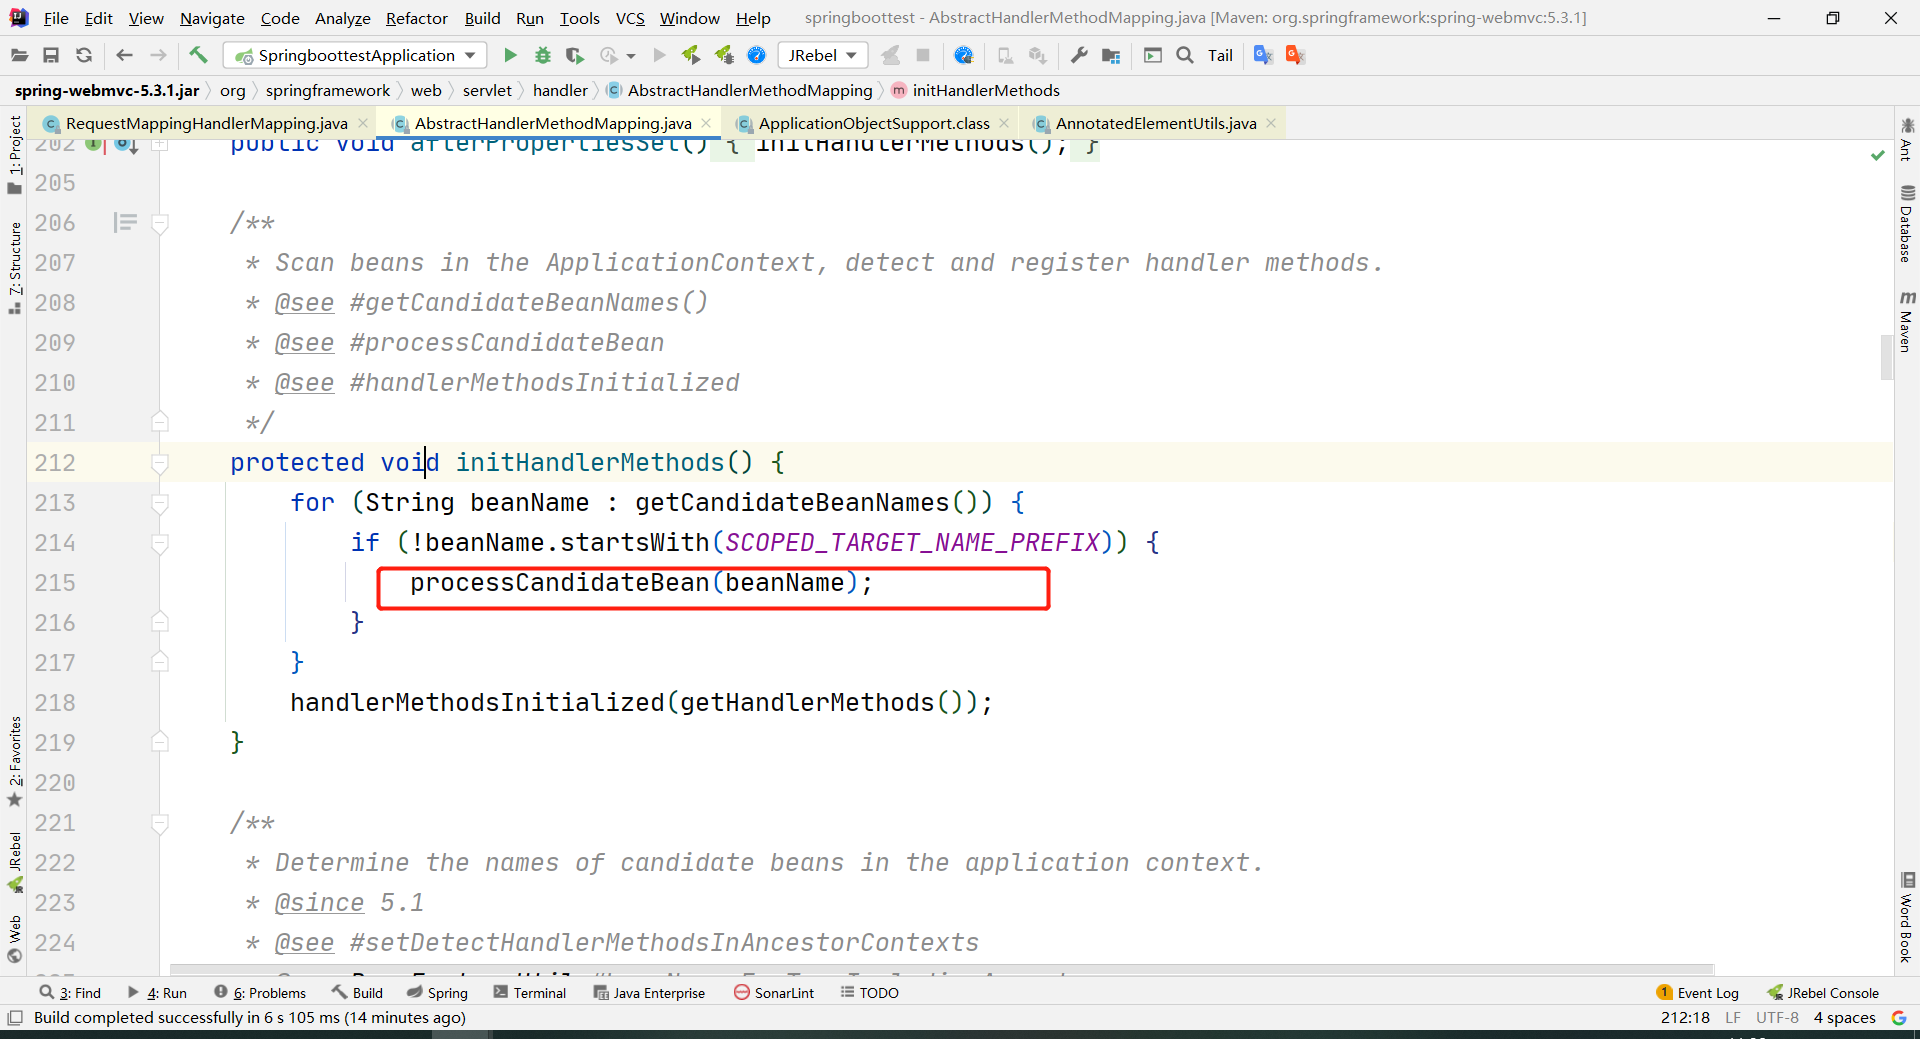 File Edit View Navigate Code Analyze Refactor Build Run Tools VCS Window Help springboottest - AbstractHandlerMethodMapping.java [Maven: org.springframework:spring-webmvc:5.3.1]
SpringboottestApplication JRebel Tail
spring-webmvc-5.3.1.jar org springframework web servlet handler AbstractHandlerMethodMapping initHandlerMethods
RequestMappingHandlerMapping.java AbstractHandlerMethodMapping.java ApplicationObjectSupport.class AnnotatedElementUtils.java
202 public void afterPropertiesSet() { initHandlerMethods(); }
205
206 /**
207 * Scan beans in the ApplicationContext, detect and register handler methods.
208 * @see #getCandidateBeanNames()
209 * @see #processCandidateBean
210 * @see #handlerMethodsInitialized
211 */
212 protected void initHandlerMethods() {
213 for (String beanName : getCandidateBeanNames()) {
214 if (!beanName.startsWith(SCOPED_TARGET_NAME_PREFIX)) {
215 processCandidateBean(beanName);
216 }
217 }
218 handlerMethodsInitialized(getHandlerMethods());
219 }
220
221 /**
222 * Determine the names of candidate beans in the application context.
223 * @since 5.1
224 * @see #setDetectHandlerMethodsInAncestorContexts
1: Project
7: Structure
2: Favorites
JRebel
Web
Ant
Database
Maven
Word Book
3: Find 4: Run 6: Problems Build Spring Terminal Java Enterprise SonarLint TODO 1 Event Log JRebel Console
Build completed successfully in 6 s 105 ms (14 minutes ago) 212:18 LF UTF-8 4 spaces